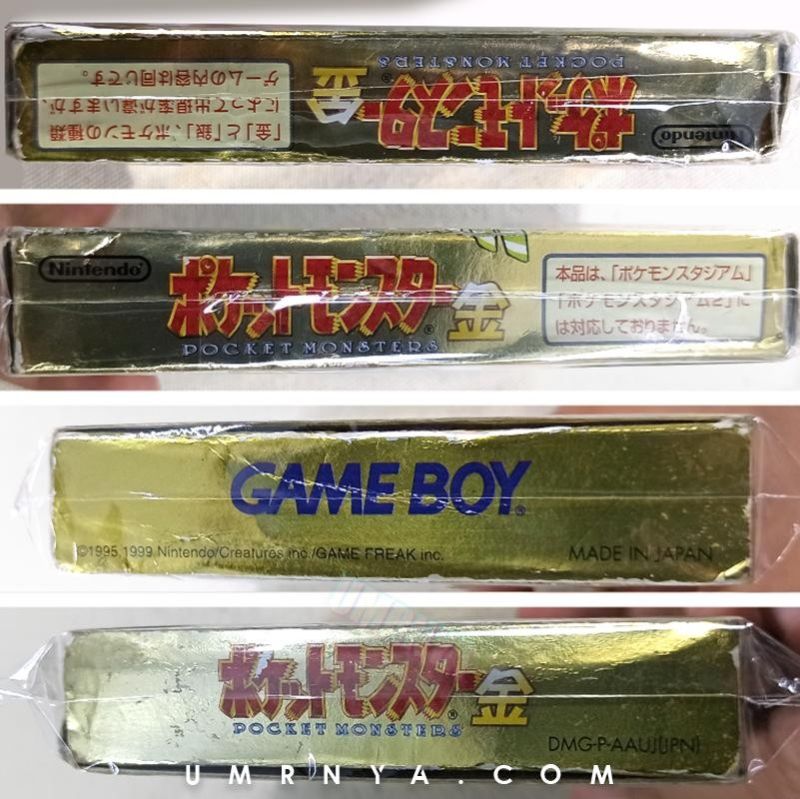 「金」と「銀」、ポケモンの種類
によって出現率が違いますが、
ゲームの内容は同じです。
金
ポケットモンスター®
POCKET MONSTERS
Nintendo
Nintendo
ポケットモンスター金
®
POCKET MONSTERS
本品は、「ポケモンスタジアム」
「ポケモンスタジアム2」に
は対応しておりません。
GAME BOY®
©1995, 1999 Nintendo/Creatures inc./GAME FREAK inc.
MADE IN JAPAN
ポケットモンスター金
®
POCKET MONSTERS
DMG-P-AAUJ(JPN)
UMRNYA.COM